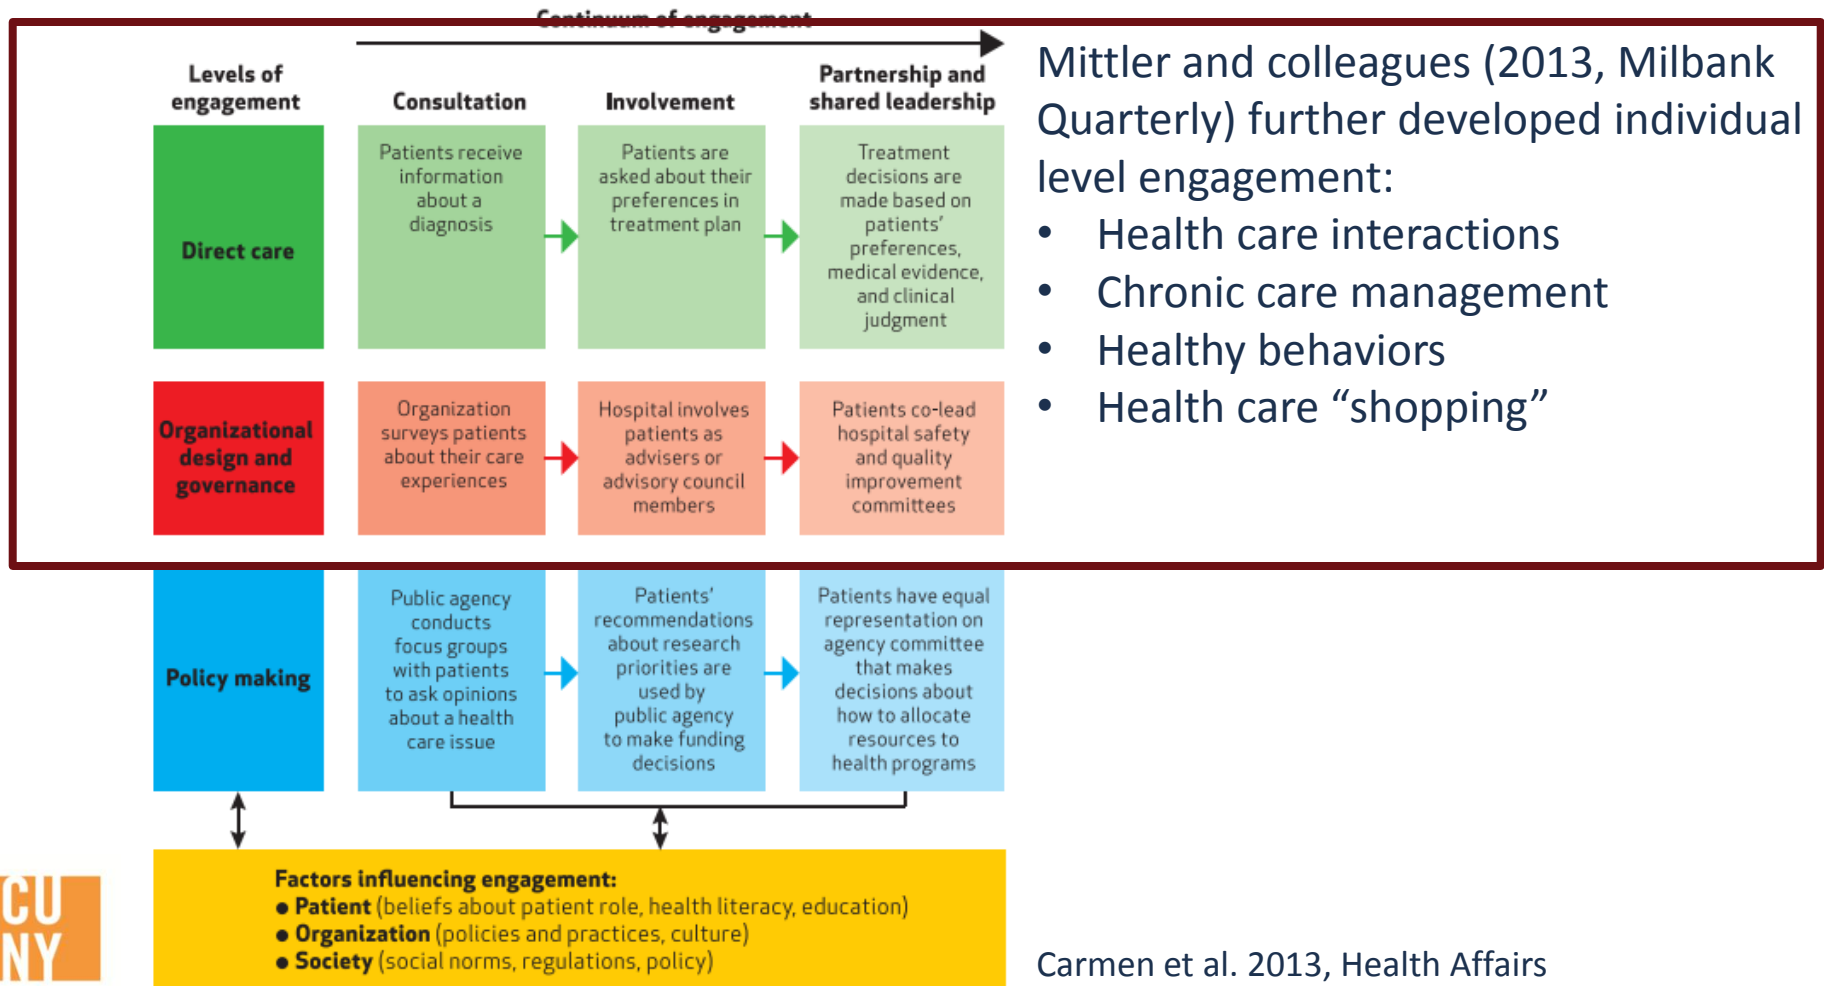 Continuum of engagement
Levels of
engagement
Consultation
Involvement
Partnership and
shared leadership
Direct care
Patients receive
information
about a
diagnosis
Patients are
asked about their
preferences in
treatment plan
Treatment
decisions are
made based on
patients'
preferences,
medical evidence,
and clinical
judgment
Organizational
design and
governance
Organization
surveys patients
about their care
experiences
Hospital involves
patients as
advisers or
advisory council
members
Patients co-lead
hospital safety
and quality
improvement
committees
Policy making
Public agency
conducts
focus groups
with patients
to ask opinions
about a health
care issue
Patients'
recommendations
about research
priorities are
used by
public agency
to make funding
decisions
Patients have equal
representation on
agency committee
that makes
decisions about
how to allocate
resources to
health programs
Factors influencing engagement:
● Patient (beliefs about patient role, health literacy, education)
● Organization (policies and practices, culture)
● Society (social norms, regulations, policy)
Mittler and colleagues (2013, Milbank
Quarterly) further developed individual
level engagement:
• Health care interactions
• Chronic care management
• Healthy behaviors
• Health care “shopping”
CU
NY
Carmen et al. 2013, Health Affairs